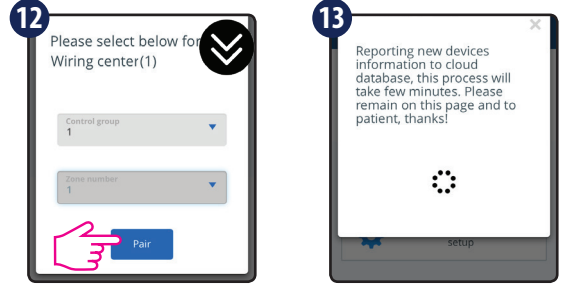 12
Please select below for
Wiring center(1)
Control group
1
Zone number
1
Pair
13
Reporting new devices
information to cloud
database, this process will
take few minutes. Please
remain on this page and to
patient, thanks!
setup